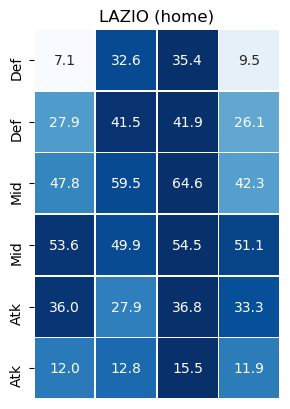 LAZIO (home)
Def 7.1 32.6 35.4 9.5
Def 27.9 41.5 41.9 26.1
Mid 47.8 59.5 64.6 42.3
Mid 53.6 49.9 54.5 51.1
Atk 36.0 27.9 36.8 33.3
Atk 12.0 12.8 15.5 11.9